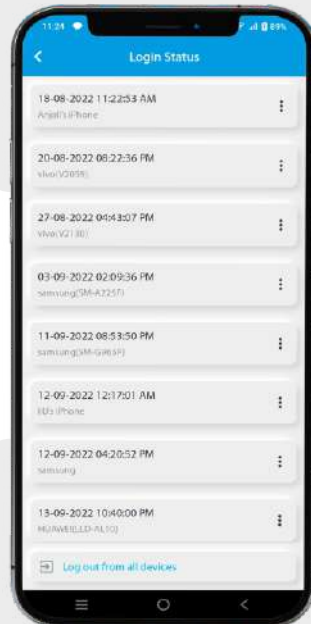 11:24 89%
Login Status
18-08-2022 11:22:53 AM
Anjali's iPhone
20-08-2022 08:22:36 PM
vivo(V2059)
27-08-2022 04:43:07 PM
vivo(V2130)
03-09-2022 02:09:36 PM
samsung(SM-A225F)
11-09-2022 08:53:50 PM
samsung(SM-G965F)
12-09-2022 12:17:01 AM
iPhone
12-09-2022 04:20:52 PM
samsung
13-09-2022 10:40:00 PM
HUAWEI(LLD-AL10)
Log out from all devices